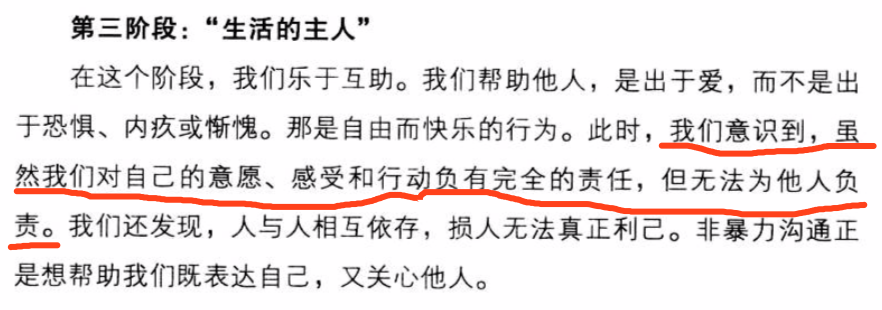 第三阶段：“生活的主人”
在这个阶段，我们乐于互助。我们帮助他人，是出于爱，而不是出
于恐惧、内疚或惭愧。那是自由而快乐的行为。此时，我们意识到，虽
然我们对自己的意愿、感受和行动负有完全的责任，但无法为他人负
责。我们还发现，人与人相互依存，损人无法真正利己。非暴力沟通正
是想帮助我们既表达自己，又关心他人。